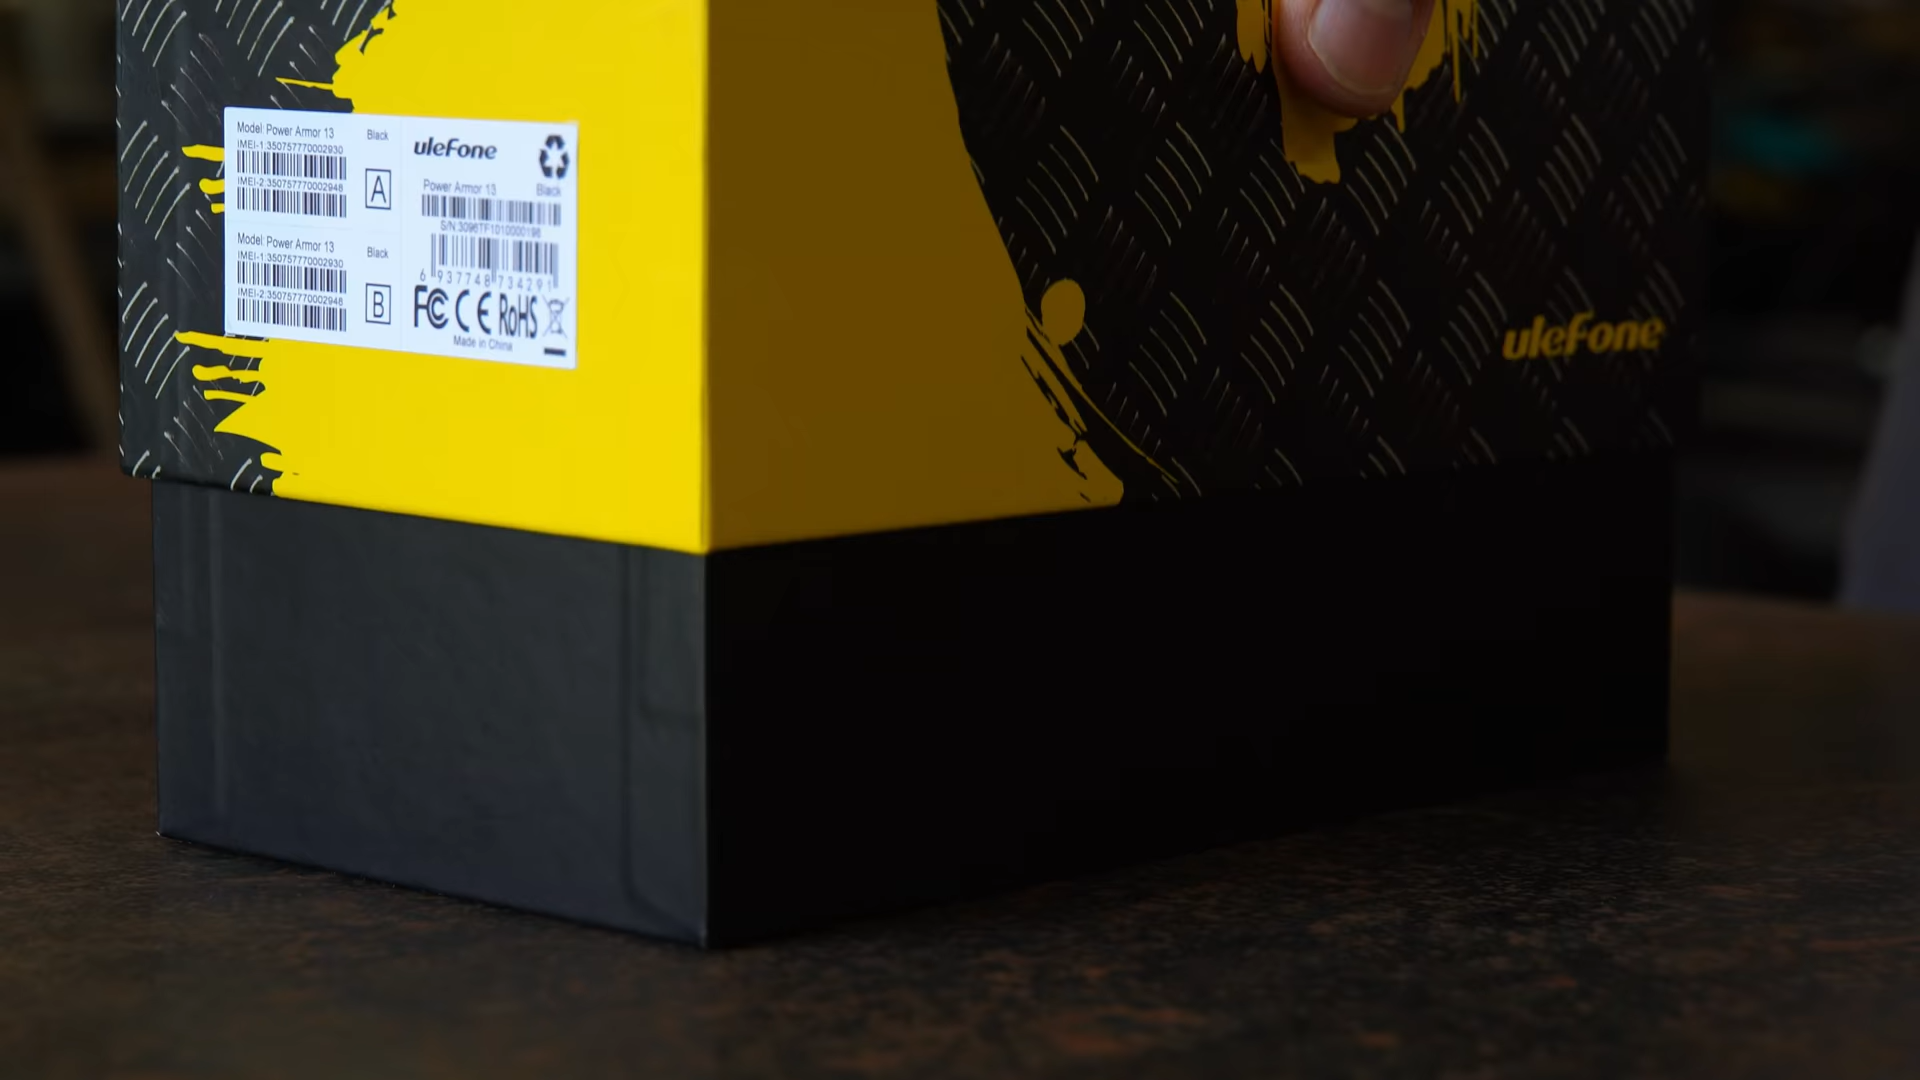 Model: Power Armor 13 Black
IMEI-1:350757770002930
A
IMEI-2:350757770002948
Model: Power Armor 13 Black
IMEI-1:350757770002930
B
IMEI-2:350757770002948
uleFone
Power Armor 13 Black
S/N:3096TF1010000196
6 937748 734291
FC CE RoHS
Made in China
uleFone